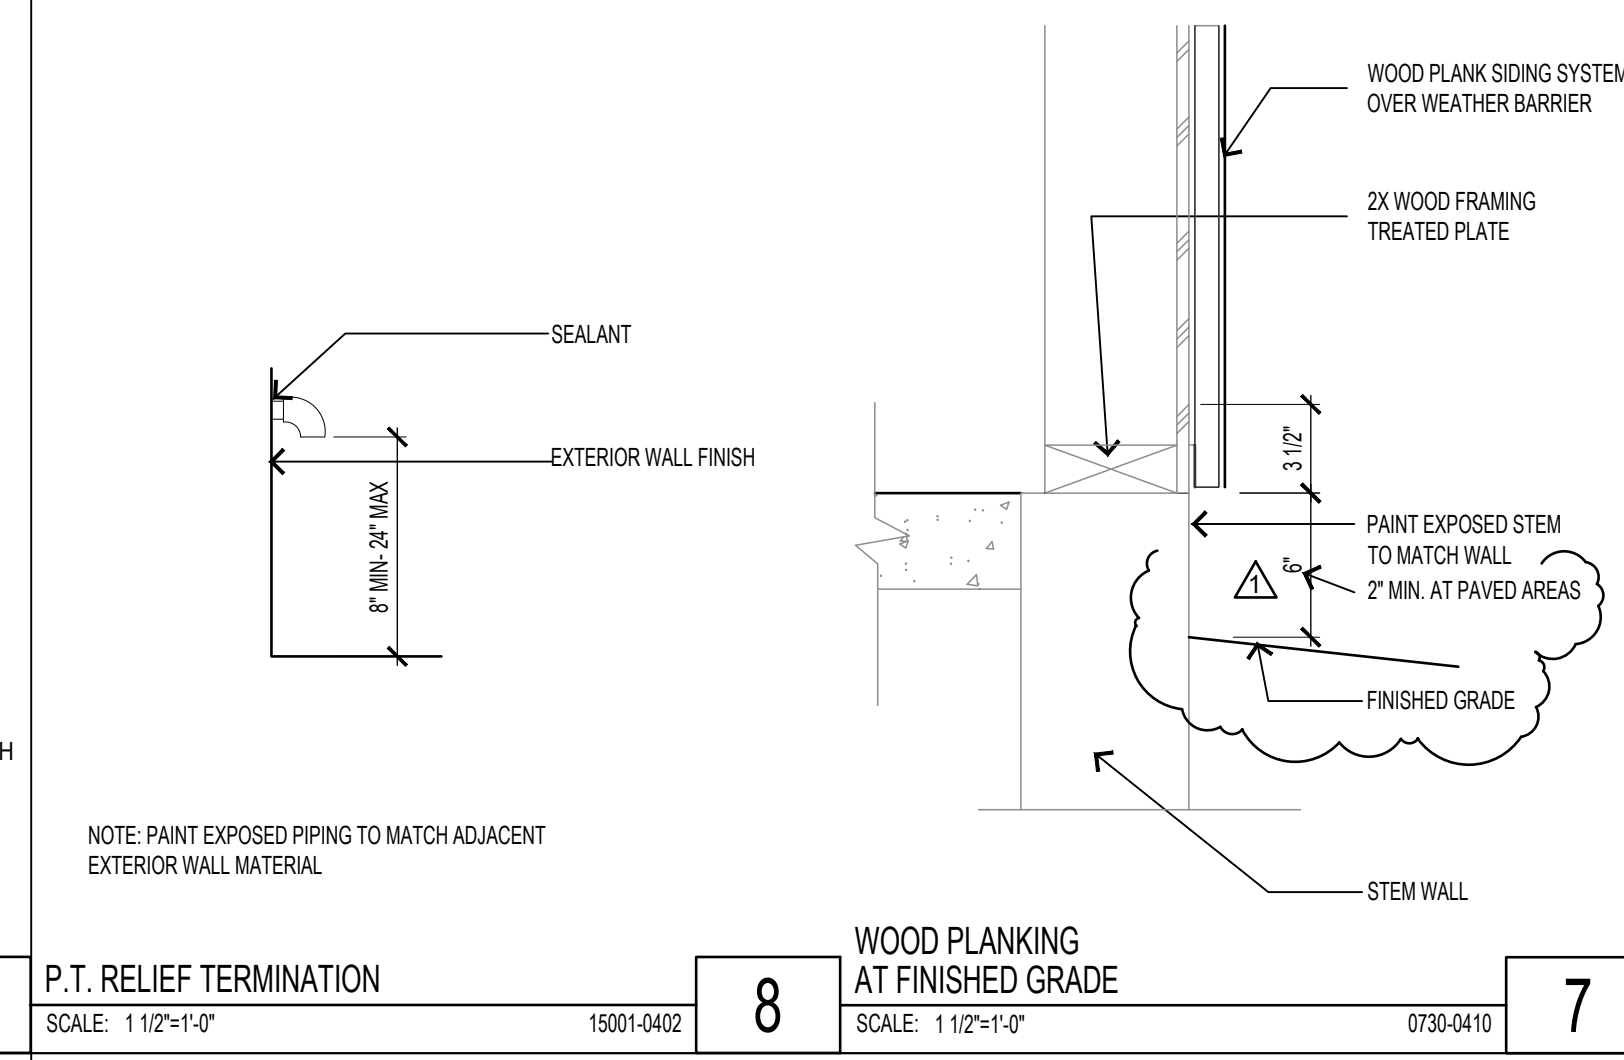 H
SEALANT
EXTERIOR WALL FINISH
8" MIN- 24" MAX
NOTE: PAINT EXPOSED PIPING TO MATCH ADJACENT
EXTERIOR WALL MATERIAL
P.T. RELIEF TERMINATION
SCALE: 1 1/2"=1'-0"
15001-0402
8
WOOD PLANK SIDING SYSTEM
OVER WEATHER BARRIER
2X WOOD FRAMING
TREATED PLATE
3 1/2"
PAINT EXPOSED STEM
TO MATCH WALL
6"
1
2" MIN. AT PAVED AREAS
FINISHED GRADE
STEM WALL
WOOD PLANKING
AT FINISHED GRADE
SCALE: 1 1/2"=1'-0"
0730-0410
7